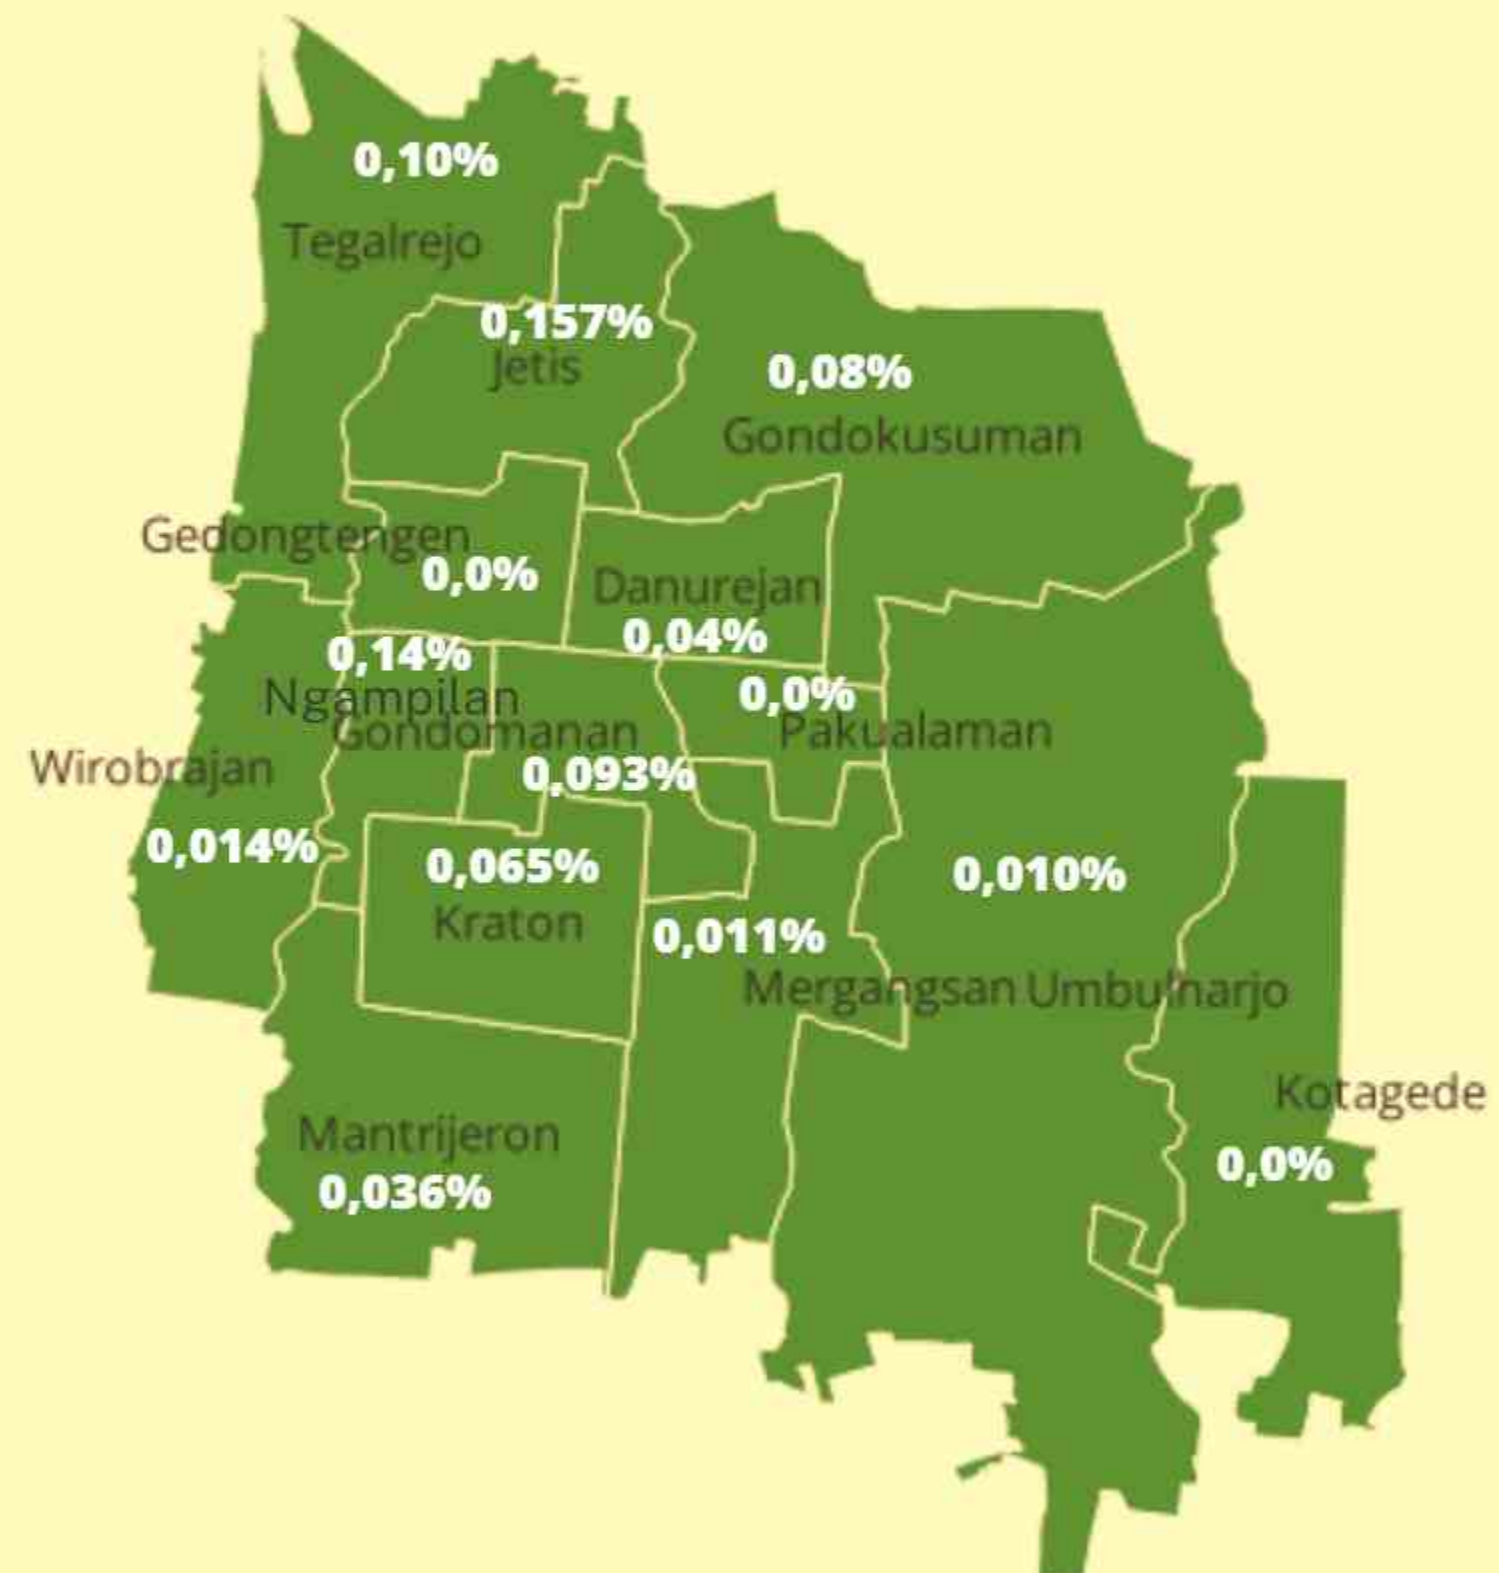 0,10%
Tegalrejo
0,157%
Jetis
0,08%
Gondokusuman
Gedongtengen
0,0%
Danurejan
0,04%
0,14%
Ngampilan
0,0%
Pakualaman
Gondomanan
0,093%
Wirobrajan
0,014%
0,065%
Kraton
0,010%
0,011%
Mergangsan
Umbulharjo
Kotagede
0,0%
Mantrijeron
0,036%